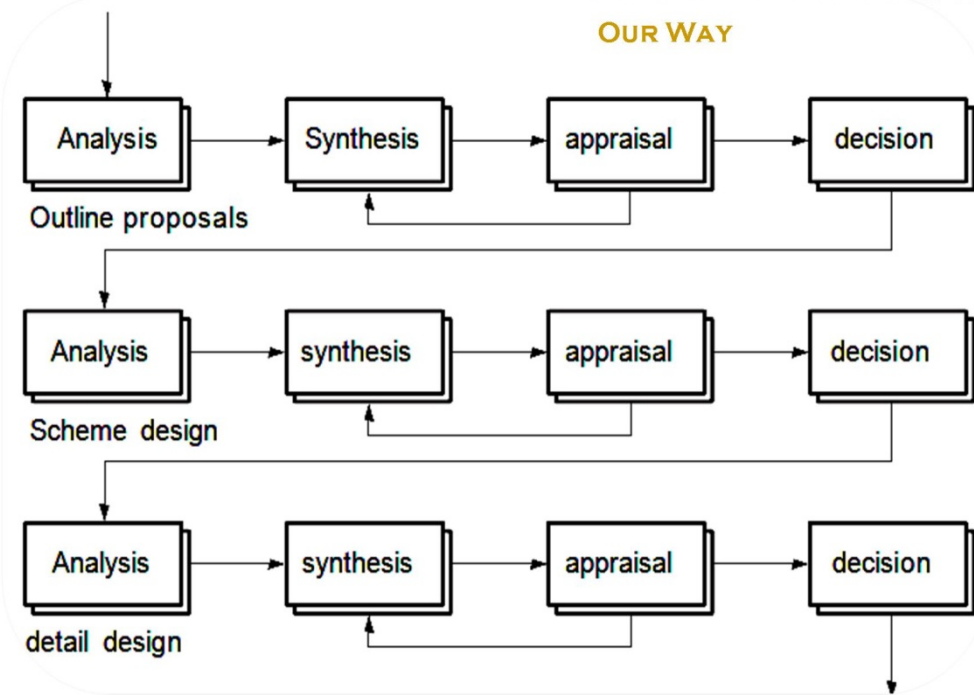 OUR WAY
Analysis Synthesis appraisal decision
Outline proposals
Analysis synthesis appraisal decision
Scheme design
Analysis synthesis appraisal decision
detail design